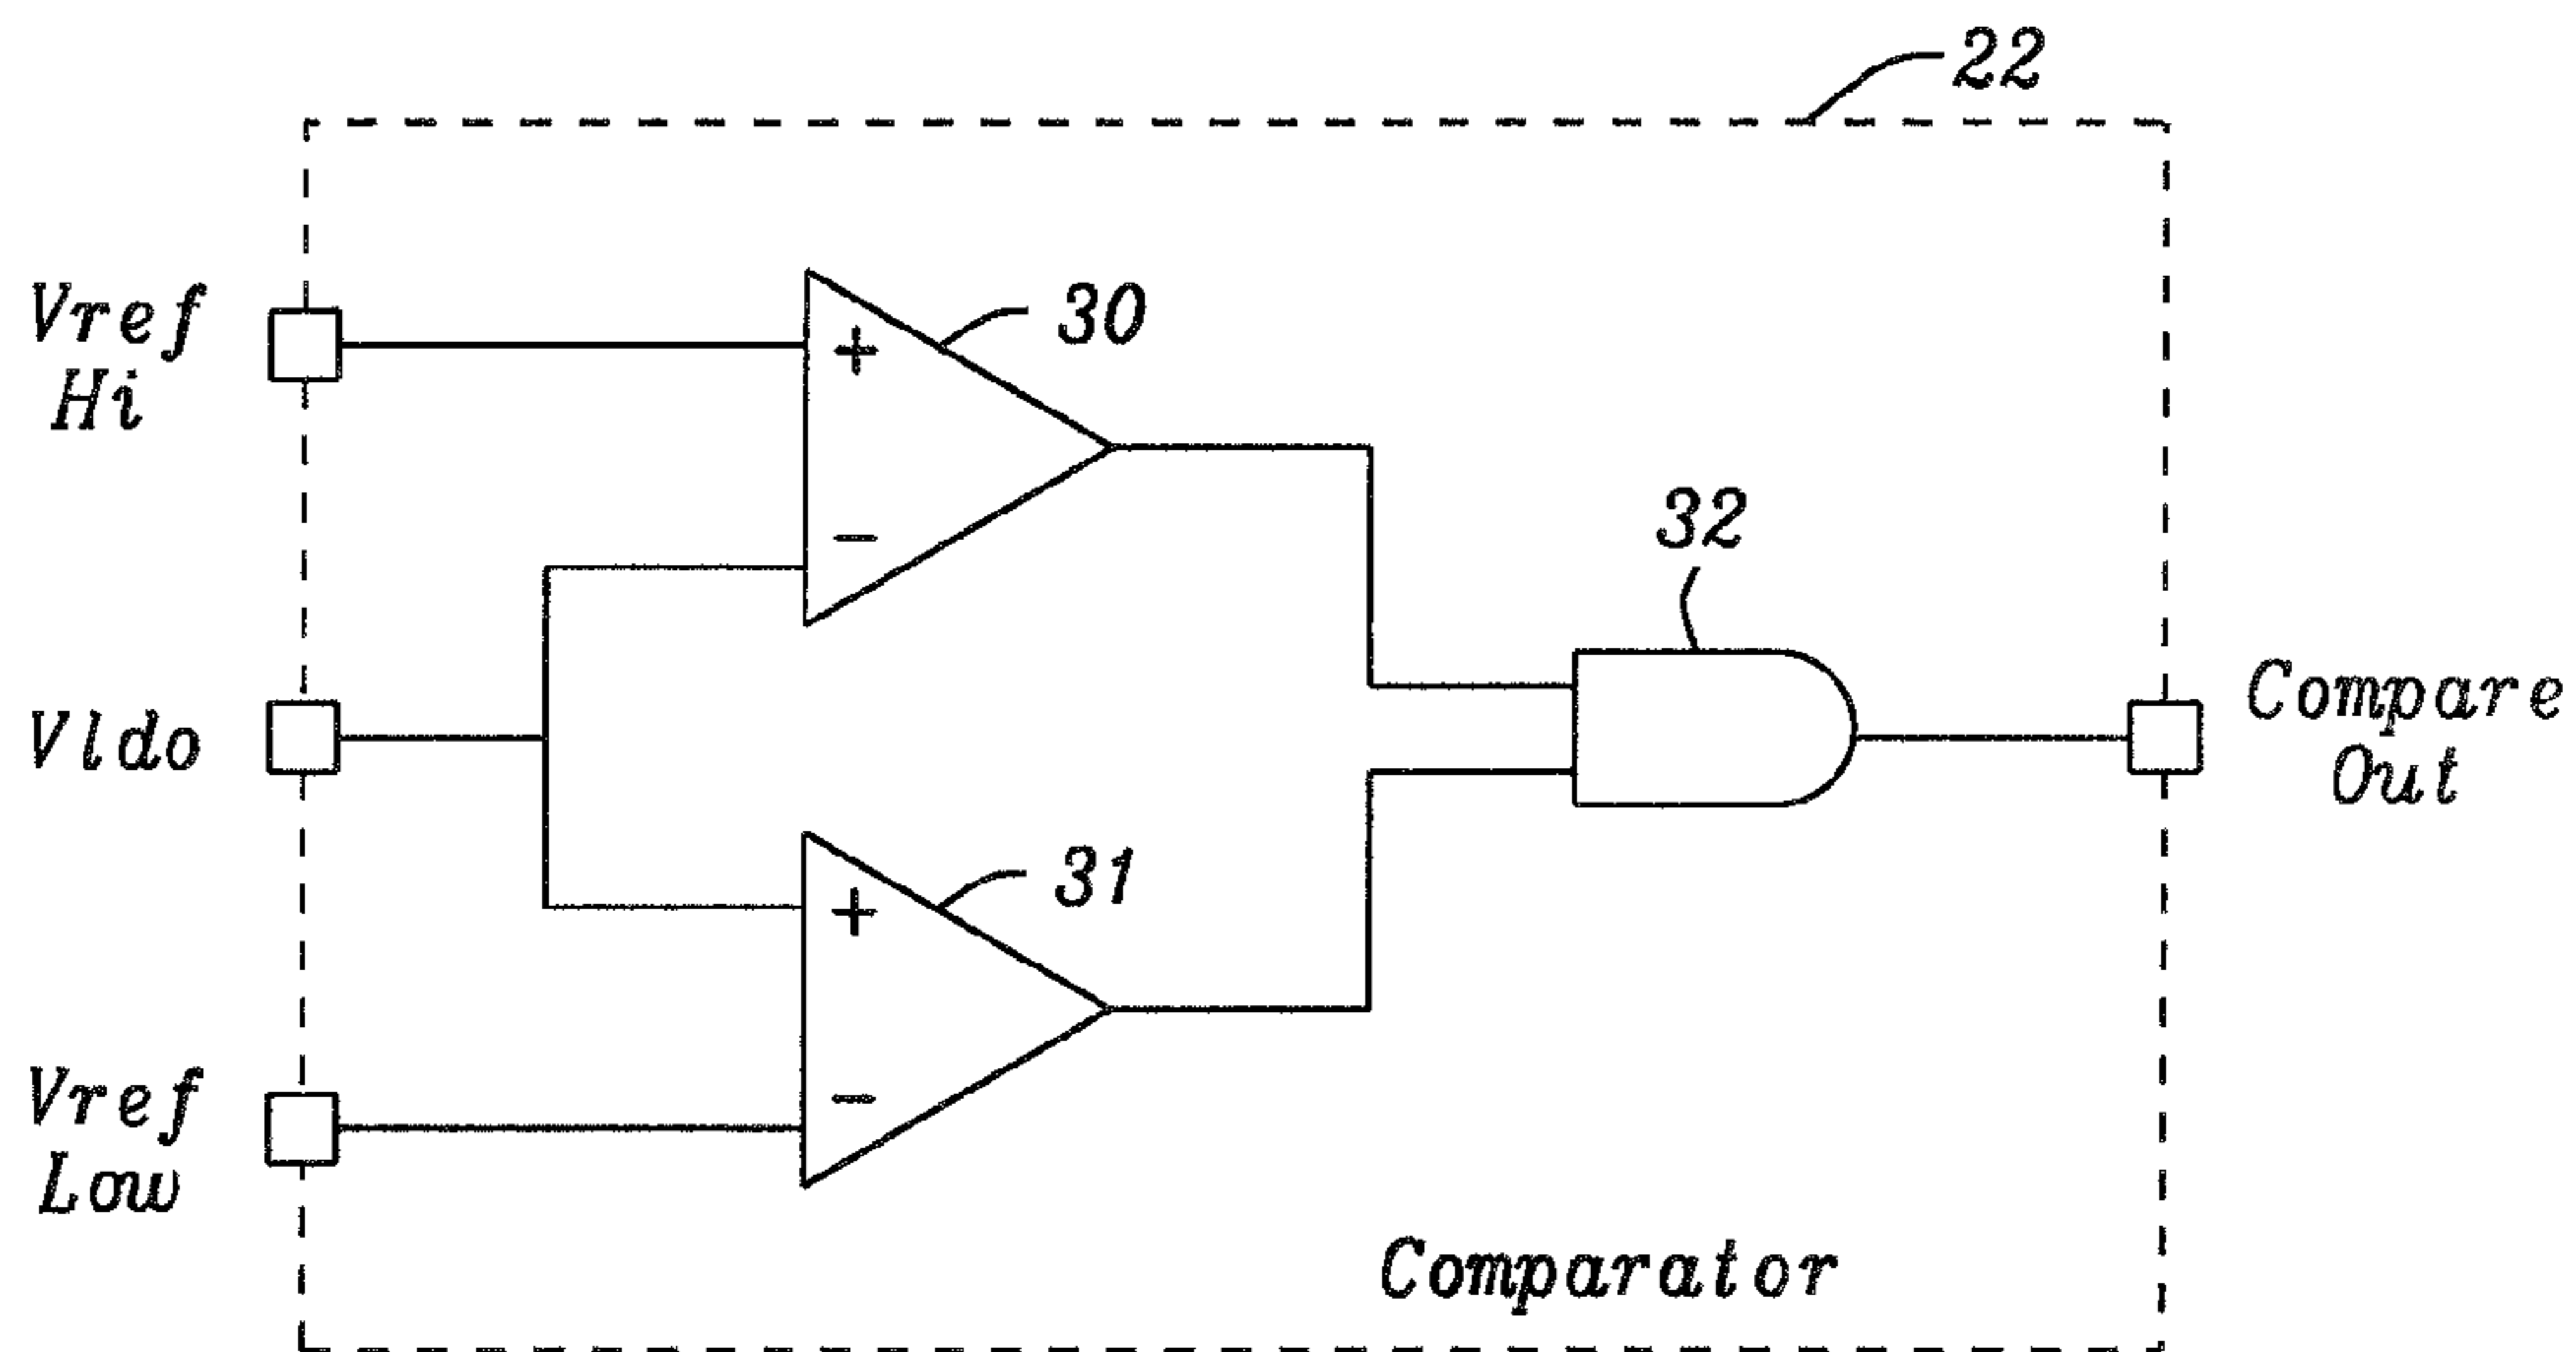 22
Vref
Hi
+
30
-
32
Vldo
Compare
Out
+
31
-
Vref
Low
Comparator